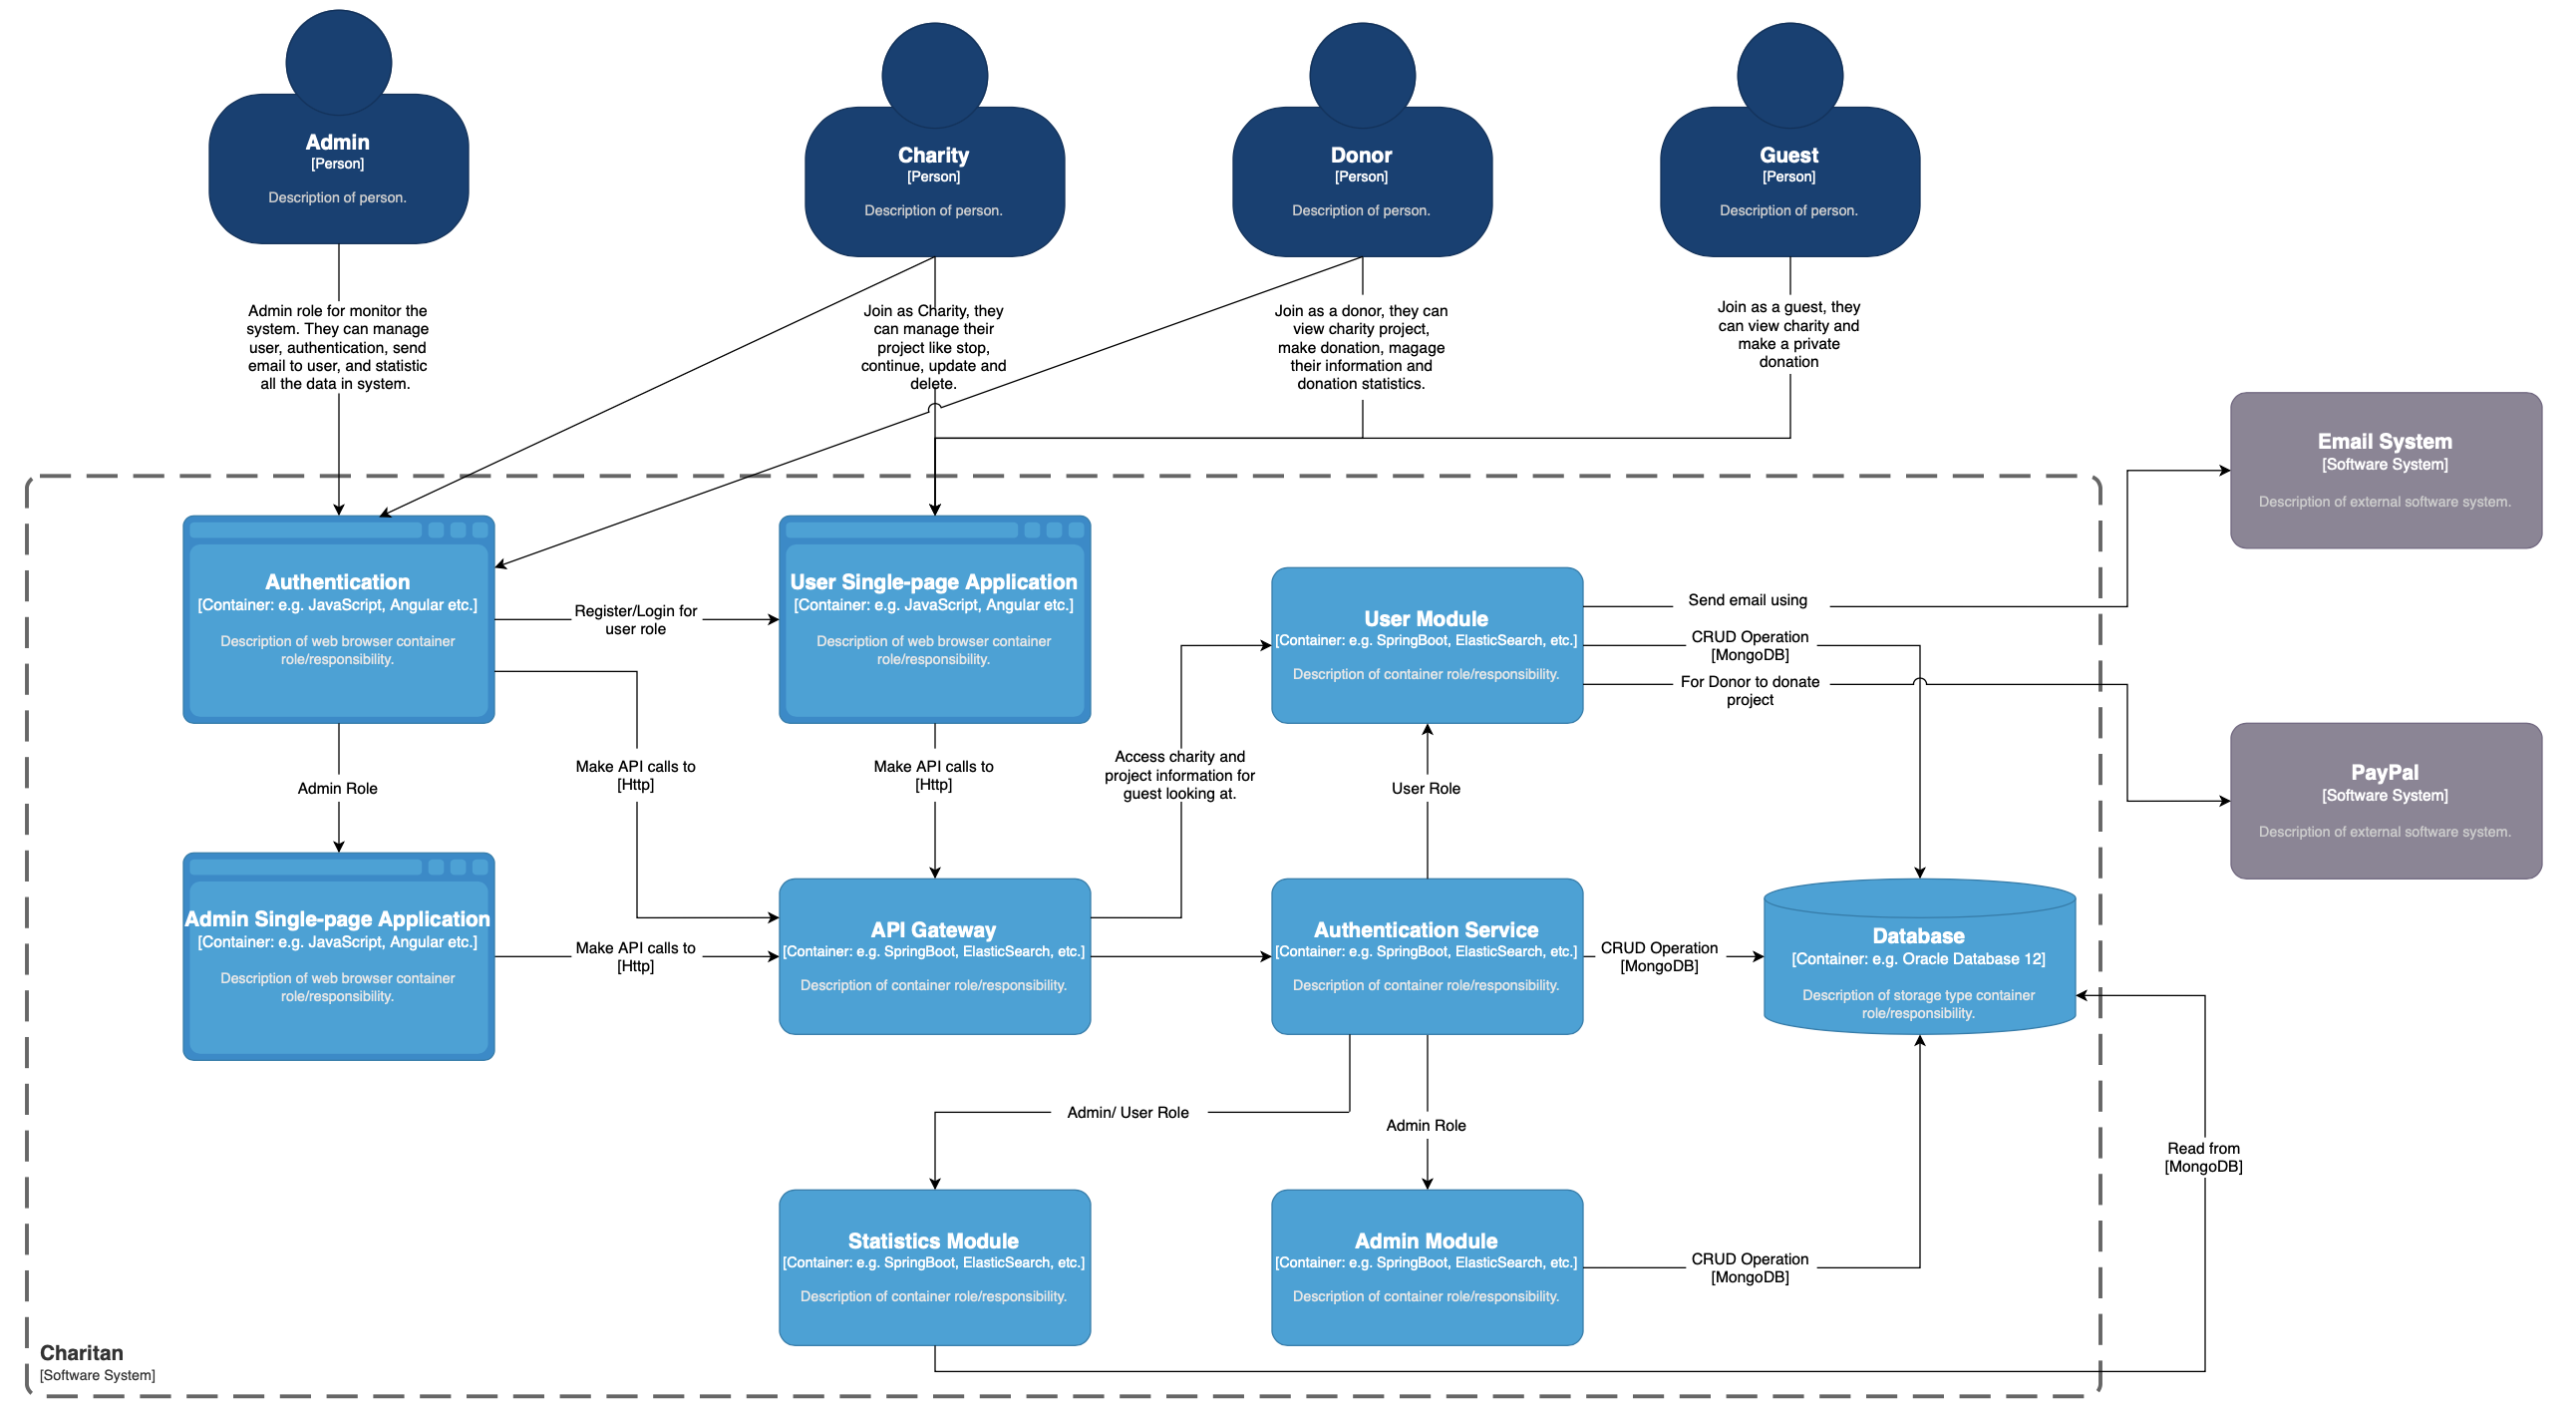 Admin
[Person]
Description of person.
Charity
[Person]
Description of person.
Donor
[Person]
Description of person.
Guest
[Person]
Description of person.
Admin role for monitor the
system. They can manage
user, authentication, send
email to user, and statistic
all the data in system.
Join as Charity, they
can manage their
project like stop,
continue, update and
delete.
Join as a donor, they can
view charity project,
make donation, magage
their information and
donation statistics.
Join as a guest, they
can view charity and
make a private
donation
Email System
[Software System]
Description of external software system.
Authentication
[Container: e.g. JavaScript, Angular etc.]
Description of web browser container
role/responsibility.
Register/Login for
user role
User Single-page Application
[Container: e.g. JavaScript, Angular etc.]
Description of web browser container
role/responsibility.
User Module
[Container: e.g. SpringBoot, ElasticSearch, etc.]
Description of container role/responsibility.
Send email using
CRUD Operation
[MongoDB]
For Donor to donate
project
PayPal
[Software System]
Description of external software system.
Admin Role
Make API calls to
[Http]
Make API calls to
[Http]
Access charity and
project information for
guest looking at.
User Role
Admin Single-page Application
[Container: e.g. JavaScript, Angular etc.]
Description of web browser container
role/responsibility.
Make API calls to
[Http]
API Gateway
[Container: e.g. SpringBoot, ElasticSearch, etc.]
Description of container role/responsibility.
Authentication Service
[Container: e.g. SpringBoot, ElasticSearch, etc.]
Description of container role/responsibility.
CRUD Operation
[MongoDB]
Database
[Container: e.g. Oracle Database 12]
Description of storage type container
role/responsibility.
Admin/ User Role
Admin Role
Read from
[MongoDB]
Statistics Module
[Container: e.g. SpringBoot, ElasticSearch, etc.]
Description of container role/responsibility.
Admin Module
[Container: e.g. SpringBoot, ElasticSearch, etc.]
Description of container role/responsibility.
CRUD Operation
[MongoDB]
Charitan
[Software System]